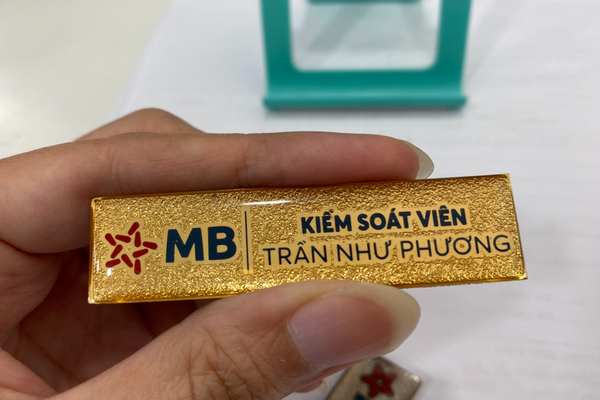 MB
KIỂM SOÁT VIÊN
TRẦN NHƯ PHƯƠNG